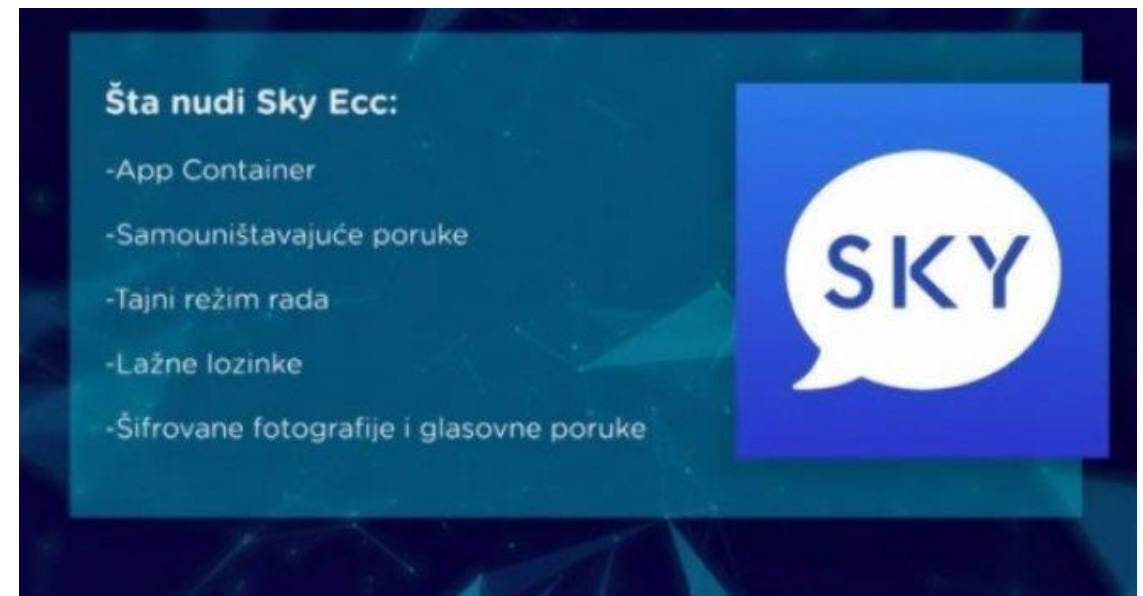 Šta nudi Sky Ecc:
-App Container
-Samouništavajuće poruke
-Tajni režim rada
-Lažne lozinke
-Šifrovane fotografije i glasovne poruke
SKY